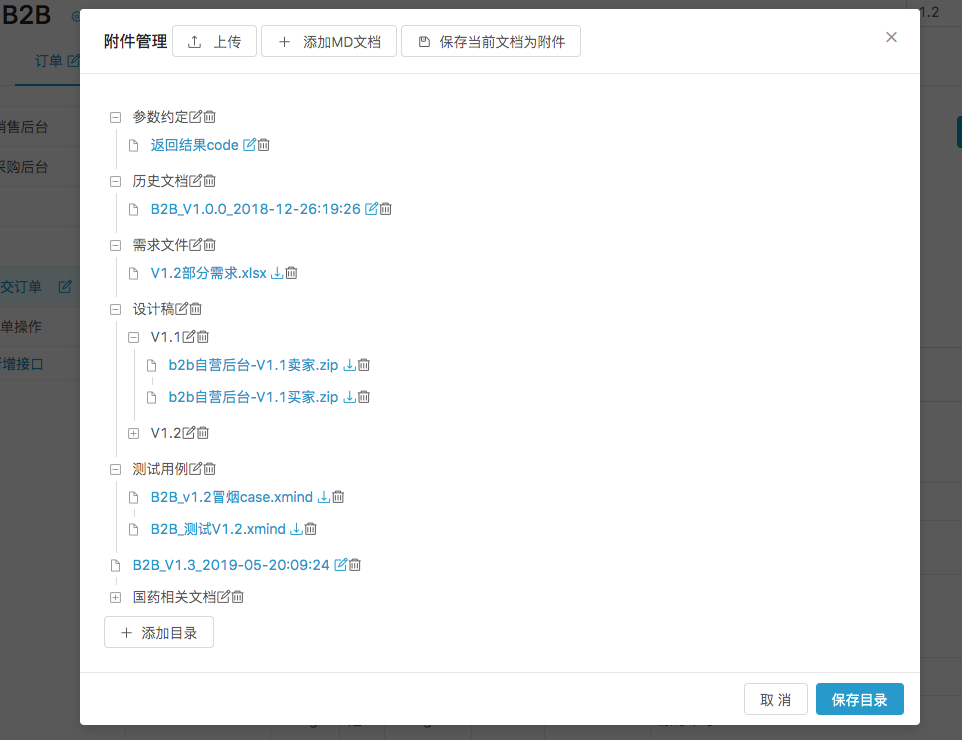 B2B
1.2
附件管理 上传 添加MD文档 保存当前文档为附件
订单
参数约定
销售后台
返回结果code
采购后台
历史文档
B2B_V1.0.0_2018-12-26:19:26
需求文件
V1.2部分需求.xlsx
交订单
设计稿
单操作
V1.1
增接口
b2b自营后台-V1.1卖家.zip
b2b自营后台-V1.1买家.zip
V1.2
测试用例
B2B_v1.2冒烟case.xmind
B2B_测试V1.2.xmind
B2B_V1.3_2019-05-20:09:24
国药相关文档
添加目录
取消 保存目录